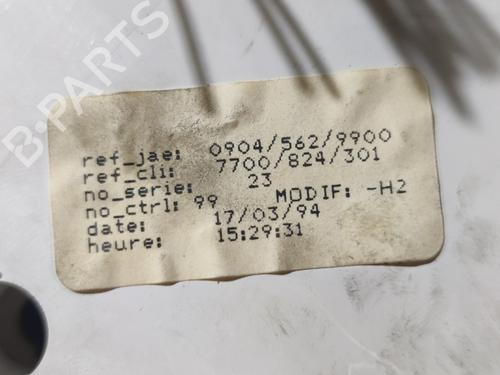 B-PARTS
ref_jae: 0904/562/9900
ref_cli: 7700/824/301
no_serie: 23
no_ctrl: 99 MODIF: -H2
date: 17/03/94
heure: 15:29:31